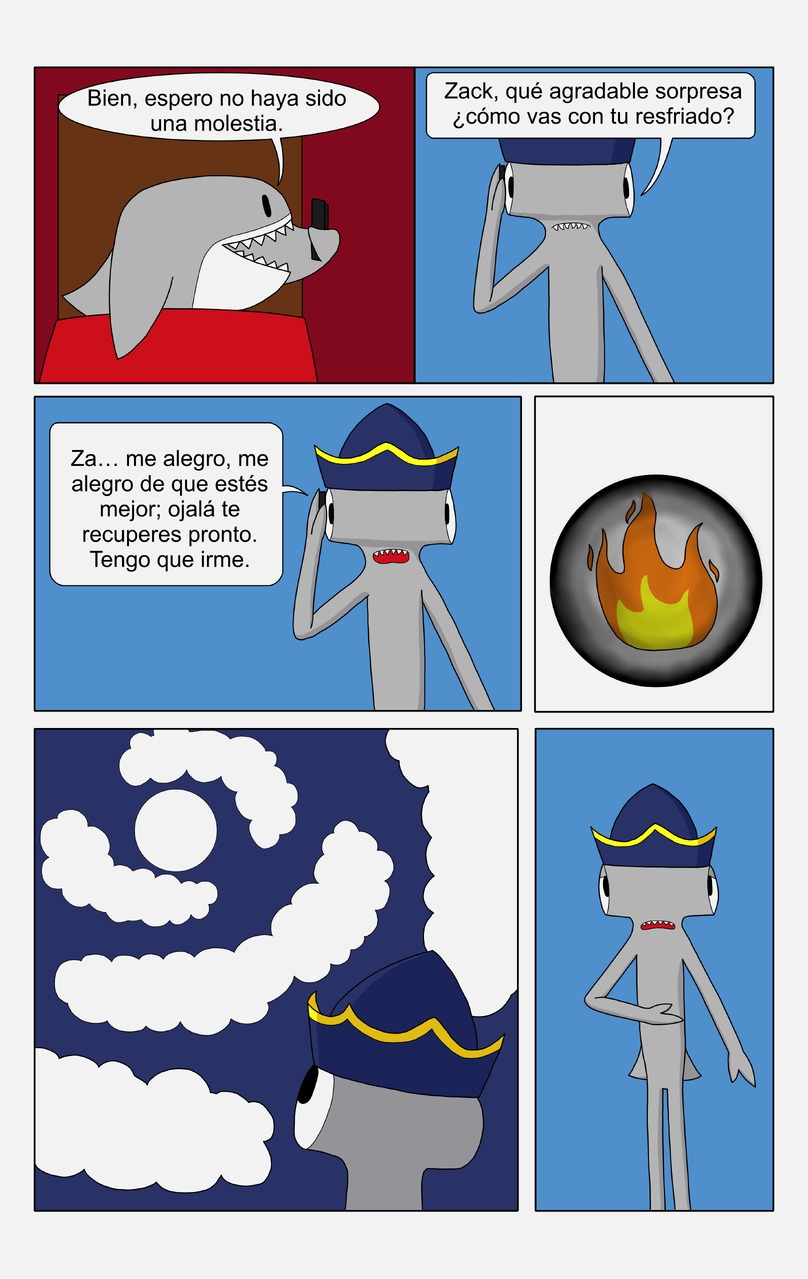 Bien, espero no haya sido
una molestia.
Zack, qué agradable sorpresa
¿cómo vas con tu resfriado?
Za… me alegro, me
alegro de que estés
mejor; ojalá te
recuperes pronto.
Tengo que irme.